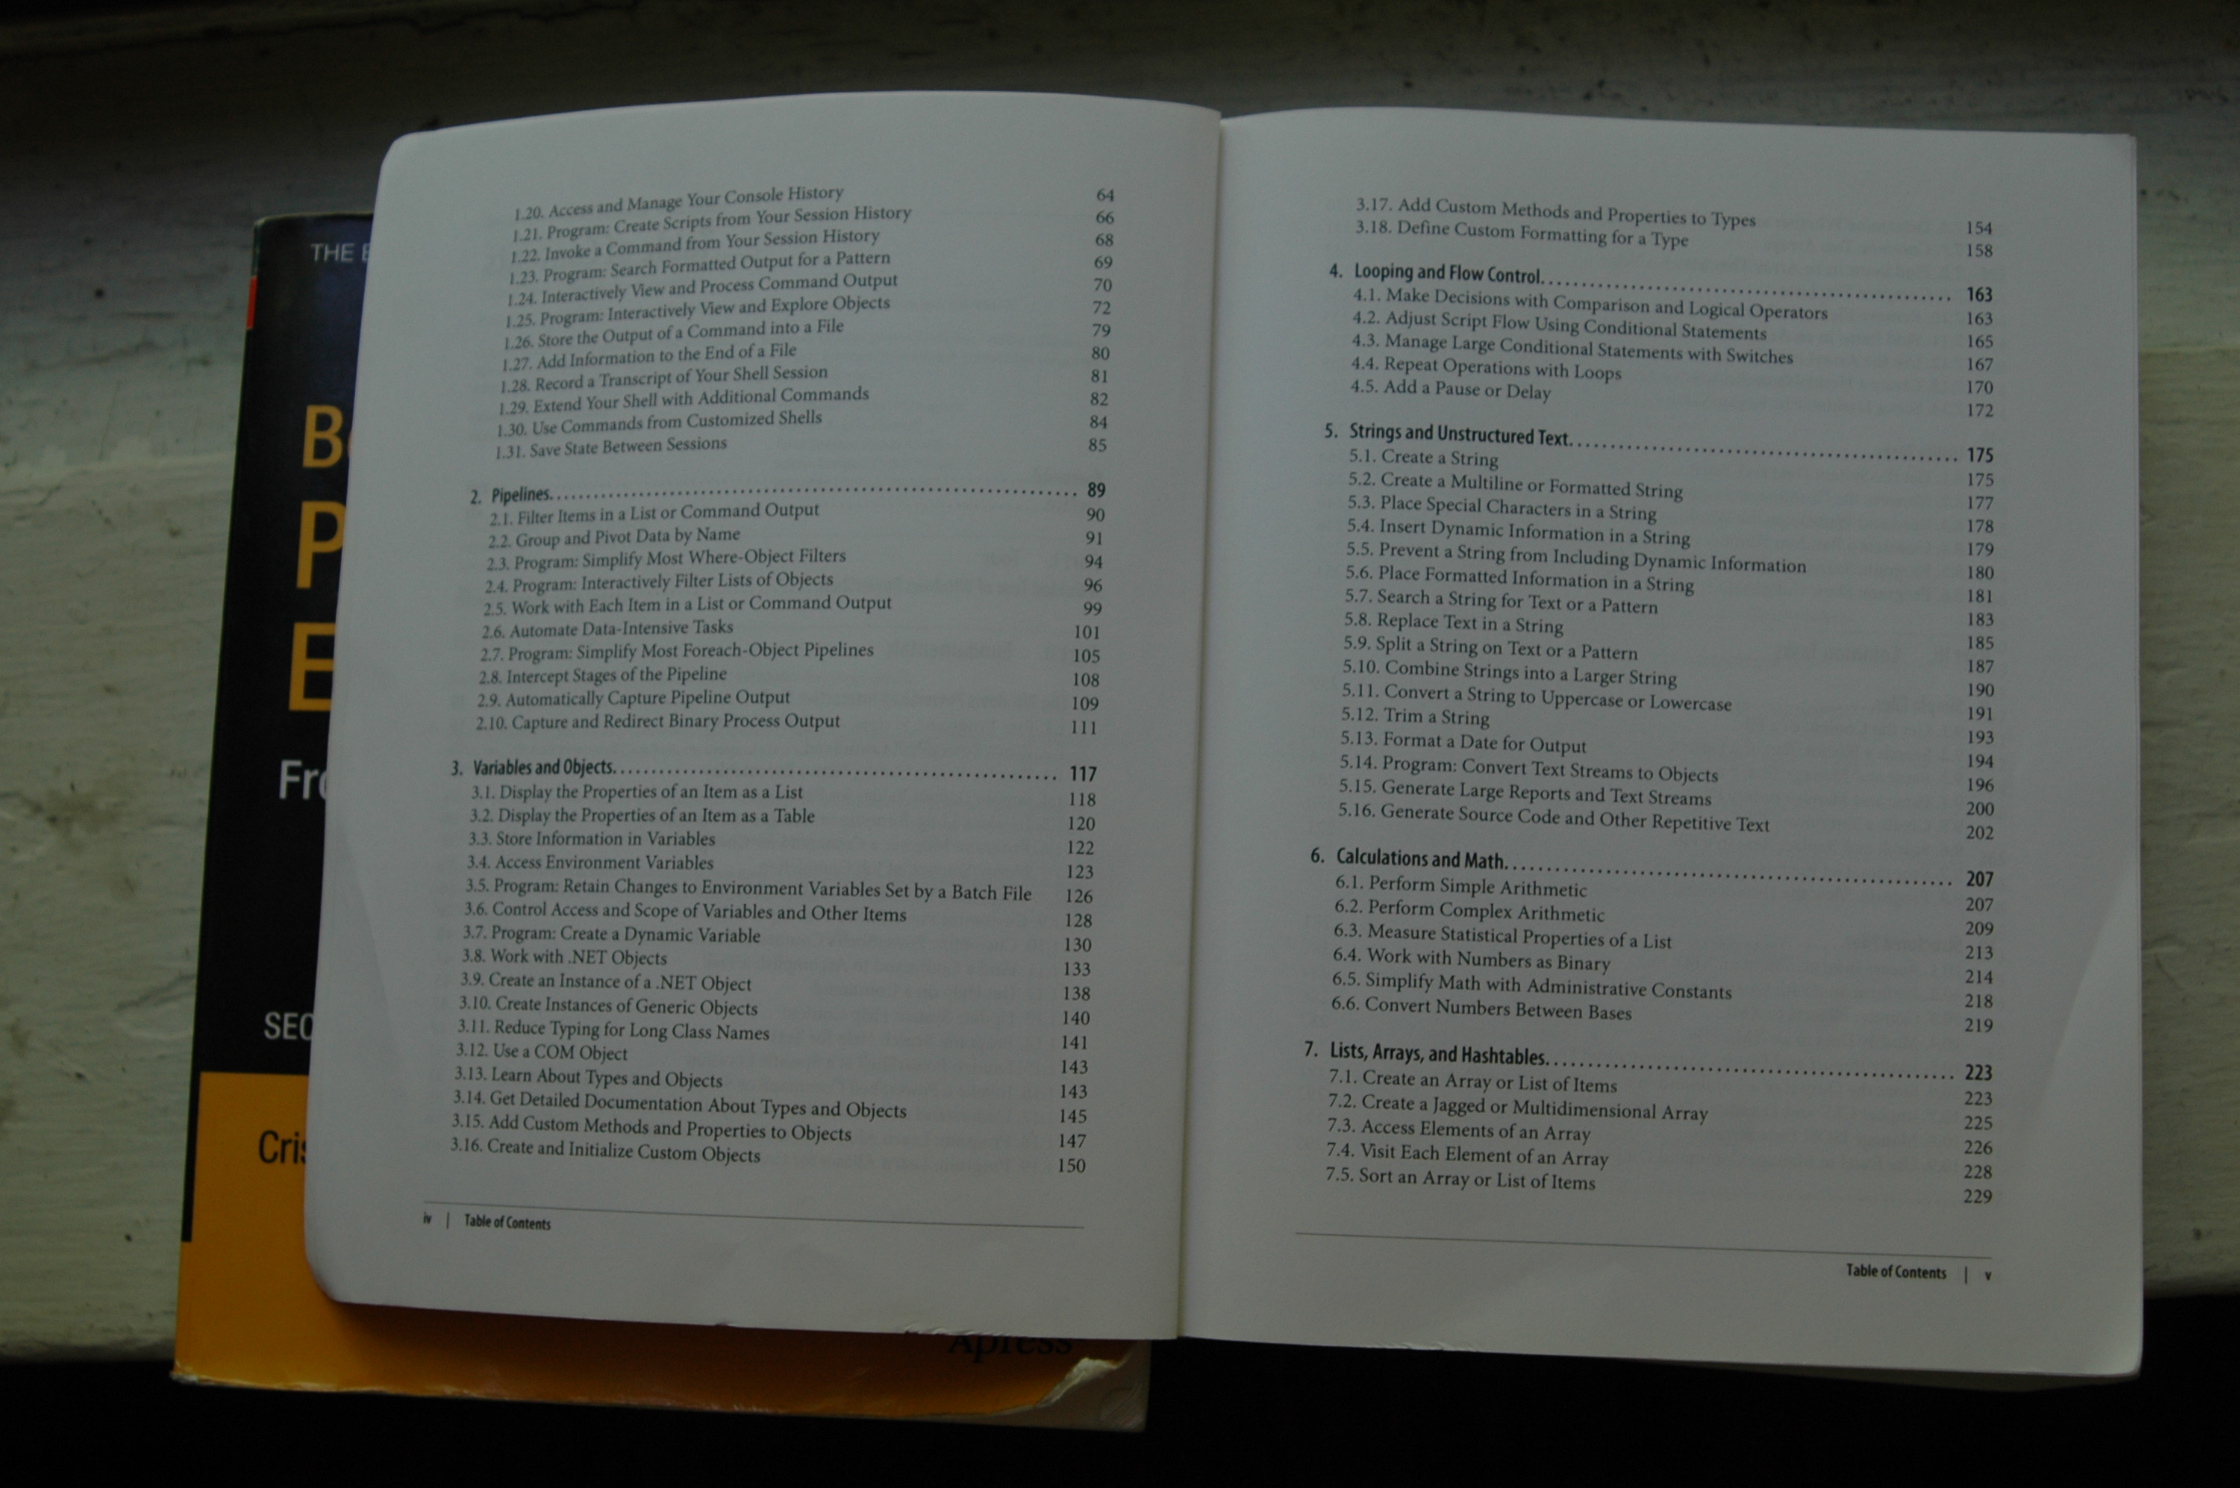 THE E
B
P
E
Fro
SEC
Cris
Apress
1.20. Access and Manage Your Console History 64
1.21. Program: Create Scripts from Your Session History 66
1.22. Invoke a Command from Your Session History 68
1.23. Program: Search Formatted Output for a Pattern 69
1.24. Interactively View and Process Command Output 70
1.25. Program: Interactively View and Explore Objects 72
1.26. Store the Output of a Command into a File 79
1.27. Add Information to the End of a File 80
1.28. Record a Transcript of Your Shell Session 81
1.29. Extend Your Shell with Additional Commands 82
1.30. Use Commands from Customized Shells 84
1.31. Save State Between Sessions 85
2. Pipelines. 89
2.1. Filter Items in a List or Command Output 90
2.2. Group and Pivot Data by Name 91
2.3. Program: Simplify Most Where-Object Filters 94
2.4. Program: Interactively Filter Lists of Objects 96
2.5. Work with Each Item in a List or Command Output 99
2.6. Automate Data-Intensive Tasks 101
2.7. Program: Simplify Most Foreach-Object Pipelines 105
2.8. Intercept Stages of the Pipeline 108
2.9. Automatically Capture Pipeline Output 109
2.10. Capture and Redirect Binary Process Output 111
3. Variables and Objects. 117
3.1. Display the Properties of an Item as a List 118
3.2. Display the Properties of an Item as a Table 120
3.3. Store Information in Variables 122
3.4. Access Environment Variables 123
3.5. Program: Retain Changes to Environment Variables Set by a Batch File 126
3.6. Control Access and Scope of Variables and Other Items 128
3.7. Program: Create a Dynamic Variable 130
3.8. Work with .NET Objects 133
3.9. Create an Instance of a .NET Object 138
3.10. Create Instances of Generic Objects 140
3.11. Reduce Typing for Long Class Names 141
3.12. Use a COM Object 143
3.13. Learn About Types and Objects 143
3.14. Get Detailed Documentation About Types and Objects 145
3.15. Add Custom Methods and Properties to Objects 147
3.16. Create and Initialize Custom Objects 150
iv | Table of Contents
3.17. Add Custom Methods and Properties to Types 154
3.18. Define Custom Formatting for a Type 158
4. Looping and Flow Control. 163
4.1. Make Decisions with Comparison and Logical Operators 163
4.2. Adjust Script Flow Using Conditional Statements 165
4.3. Manage Large Conditional Statements with Switches 167
4.4. Repeat Operations with Loops 170
4.5. Add a Pause or Delay 172
5. Strings and Unstructured Text. 175
5.1. Create a String 175
5.2. Create a Multiline or Formatted String 177
5.3. Place Special Characters in a String 178
5.4. Insert Dynamic Information in a String 179
5.5. Prevent a String from Including Dynamic Information 180
5.6. Place Formatted Information in a String 181
5.7. Search a String for Text or a Pattern 183
5.8. Replace Text in a String 185
5.9. Split a String on Text or a Pattern 187
5.10. Combine Strings into a Larger String 190
5.11. Convert a String to Uppercase or Lowercase 191
5.12. Trim a String 193
5.13. Format a Date for Output 194
5.14. Program: Convert Text Streams to Objects 196
5.15. Generate Large Reports and Text Streams 200
5.16. Generate Source Code and Other Repetitive Text 202
6. Calculations and Math. 207
6.1. Perform Simple Arithmetic 207
6.2. Perform Complex Arithmetic 209
6.3. Measure Statistical Properties of a List 213
6.4. Work with Numbers as Binary 214
6.5. Simplify Math with Administrative Constants 218
6.6. Convert Numbers Between Bases 219
7. Lists, Arrays, and Hashtables. 223
7.1. Create an Array or List of Items 223
7.2. Create a Jagged or Multidimensional Array 225
7.3. Access Elements of an Array 226
7.4. Visit Each Element of an Array 228
7.5. Sort an Array or List of Items 229
Table of Contents | v